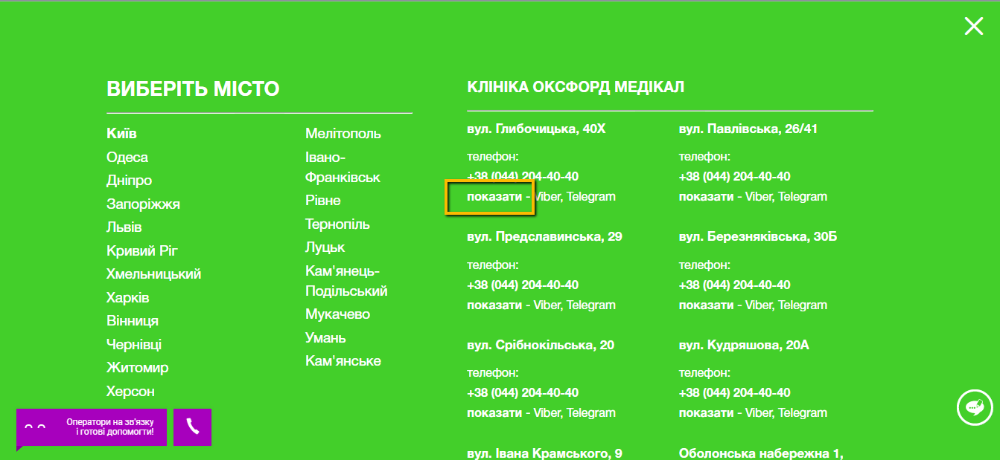 ВИБЕРІТЬ МІСТО
Київ
Одеса
Дніпро
Запоріжжя
Львів
Кривий Ріг
Хмельницький
Харків
Вінниця
Чернівці
Житомир
Херсон
Мелітополь
Івано-
Франківськ
Рівне
Тернопіль
Луцьк
Кам'янець-
Подільський
Мукачево
Умань
Кам'янське
КЛІНІКА ОКСФОРД МЕДІКАЛ
вул. Глибочицька, 40Х
телефон:
+38 (044) 204-40-40
показати - Viber, Telegram
вул. Павлівська, 26/41
телефон:
+38 (044) 204-40-40
показати - Viber, Telegram
вул. Предславинська, 29
телефон:
+38 (044) 204-40-40
показати - Viber, Telegram
вул. Березняківська, 30Б
телефон:
+38 (044) 204-40-40
показати - Viber, Telegram
вул. Срібнокільська, 20
телефон:
+38 (044) 204-40-40
показати - Viber, Telegram
вул. Кудряшова, 20А
телефон:
+38 (044) 204-40-40
показати - Viber, Telegram
вул. Івана Крамського, 9
Оболонська набережна 1,
Оператори на зв'язку
і готові допомогти!